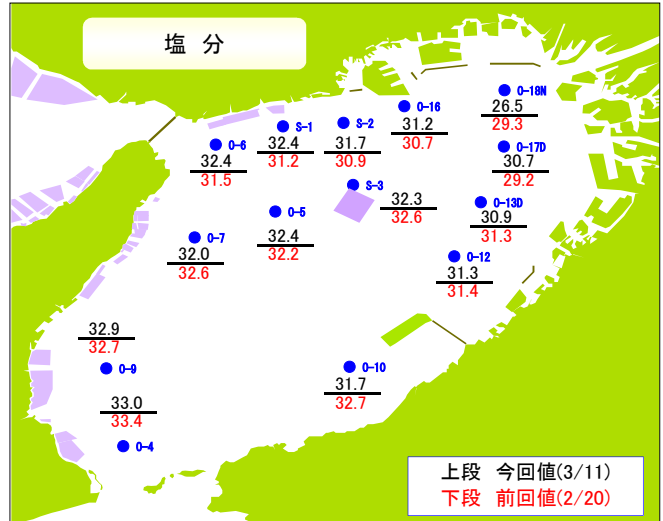 塩 分
O-18N
26.5
29.3
O-16
31.2
30.7
S-2
31.7
30.9
S-1
32.4
31.2
O-6
32.4
31.5
O-17D
30.7
29.2
S-3
32.3
32.6
O-13D
30.9
31.3
O-5
32.4
32.2
O-7
32.0
32.6
O-12
31.3
31.4
32.9
32.7
O-9
O-10
31.7
32.7
33.0
33.4
O-4
上段 今回値(3/11)
下段 前回値(2/20)